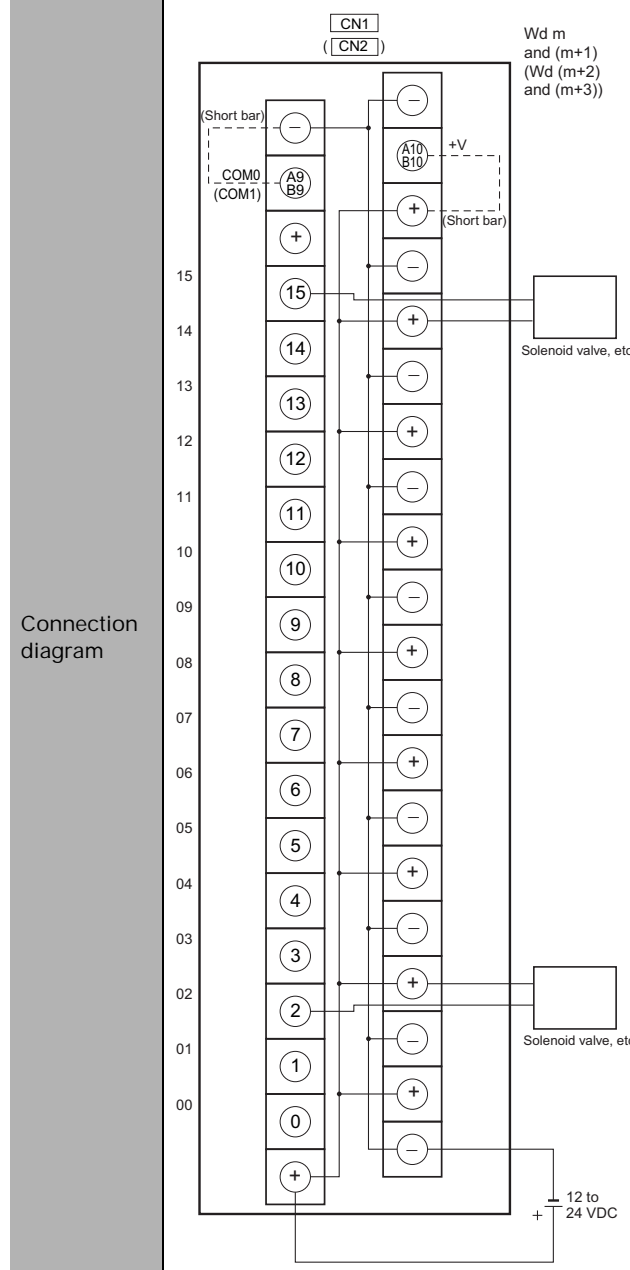 CN1
( CN2 )
Wd m
and (m+1)
(Wd (m+2)
and (m+3))
(Short bar)
−
−
COM0
(COM1)
A9
B9
A10
B10
+V
+
+
(Short bar)
15
15
−
14
14
+
Solenoid valve, etc
13
13
−
12
12
+
11
11
−
10
10
+
09
9
−
08
8
+
07
7
−
06
6
+
05
5
−
04
4
+
03
3
−
02
2
+
Solenoid valve, etc
01
1
−
00
0
+
+
−
+
12 to
24 VDC
Connection
diagram